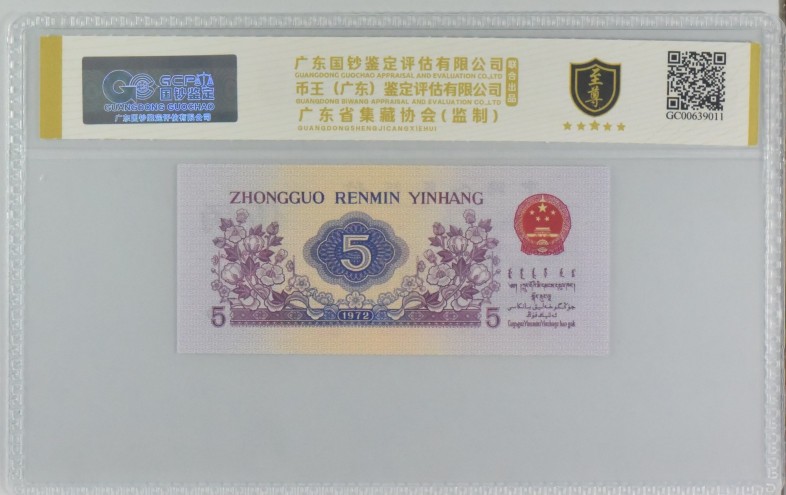 GCP
国钞鉴定
GUANGDONG GUOCHAO
广东国钞鉴定评估有限公司
广东国钞鉴定评估有限公司
GUANGDONG GUOCHAO APPRAISAL AND EVALUATION CO.,LTD
币王（广东）鉴定评估有限公司
GUANGDONG BIWANG APPRAISAL AND EVALUATION CO.,LTD
广东省集藏协会(监制)
GUANGDONGSHENGJICANGXIEHUI
联合出品
至尊
GC00639011
ZHONGGUO RENMIN YINHANG
5
5
1972
5